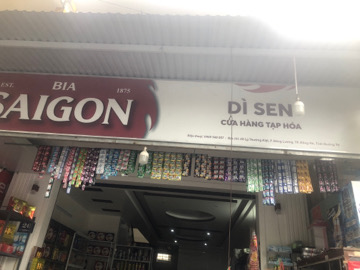 EST. BIA 1875
SAIGON
DÌ SEN
CỬA HÀNG TẠP HÓA